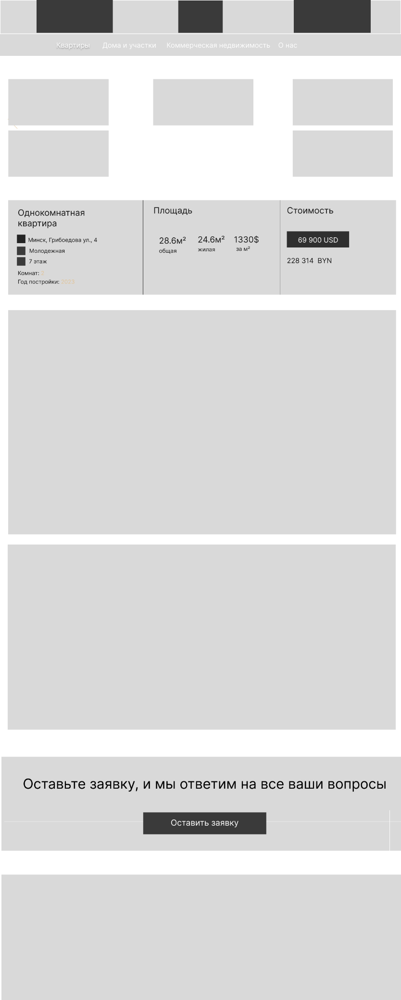 Квартиры Дома и участки Коммерческая недвижимость О нас
Однокомнатная
квартира
Минск, Грибоедова ул., 4
Молодежная
7 этаж
Комнат: 2
Год постройки: 2023
Площадь
28.6м² 24.6м² 1330$
общая жилая за м²
Стоимость
69 900 USD
228 314 BYN
Оставьте заявку, и мы ответим на все ваши вопросы
Оставить заявку